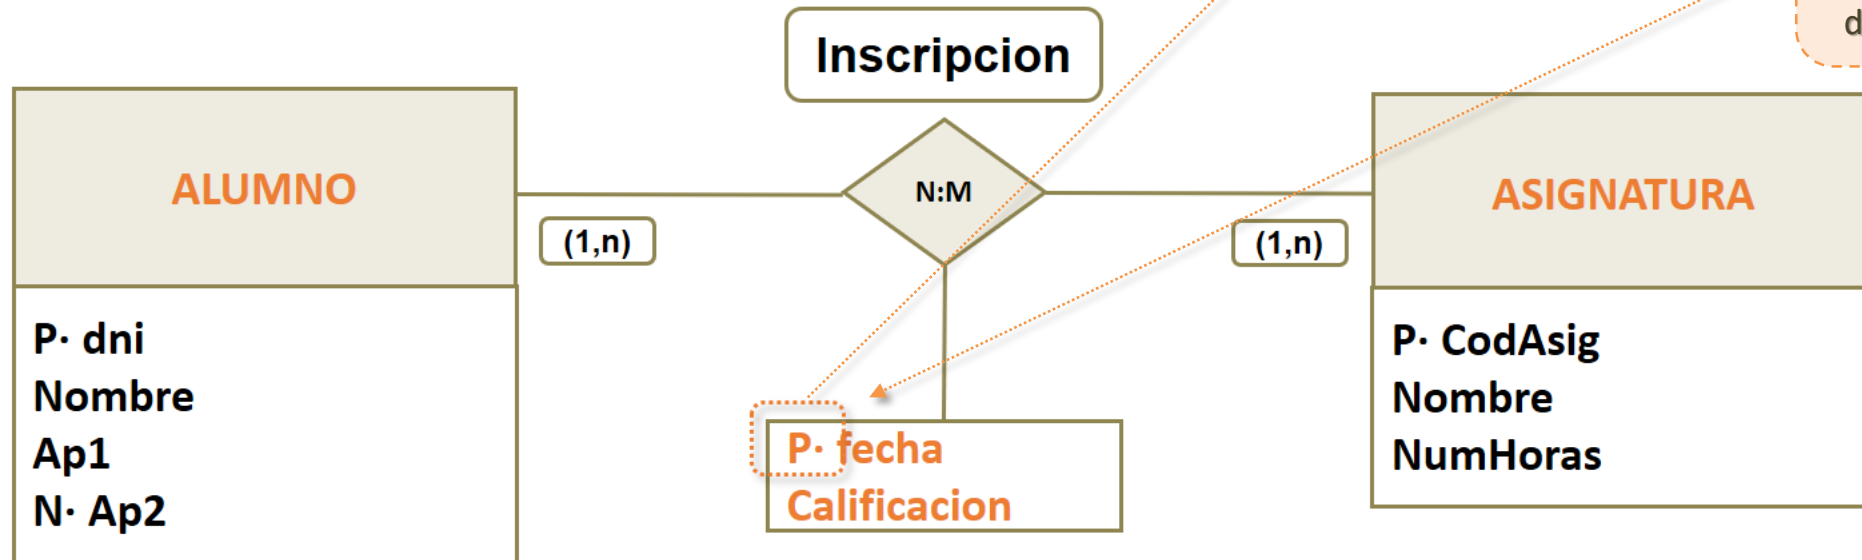 Inscripcion
ALUMNO
N:M
ASIGNATURA
(1,n)
(1,n)
P· dni
Nombre
Ap1
N· Ap2
P· fecha
Calificacion
P· CodAsig
Nombre
NumHoras